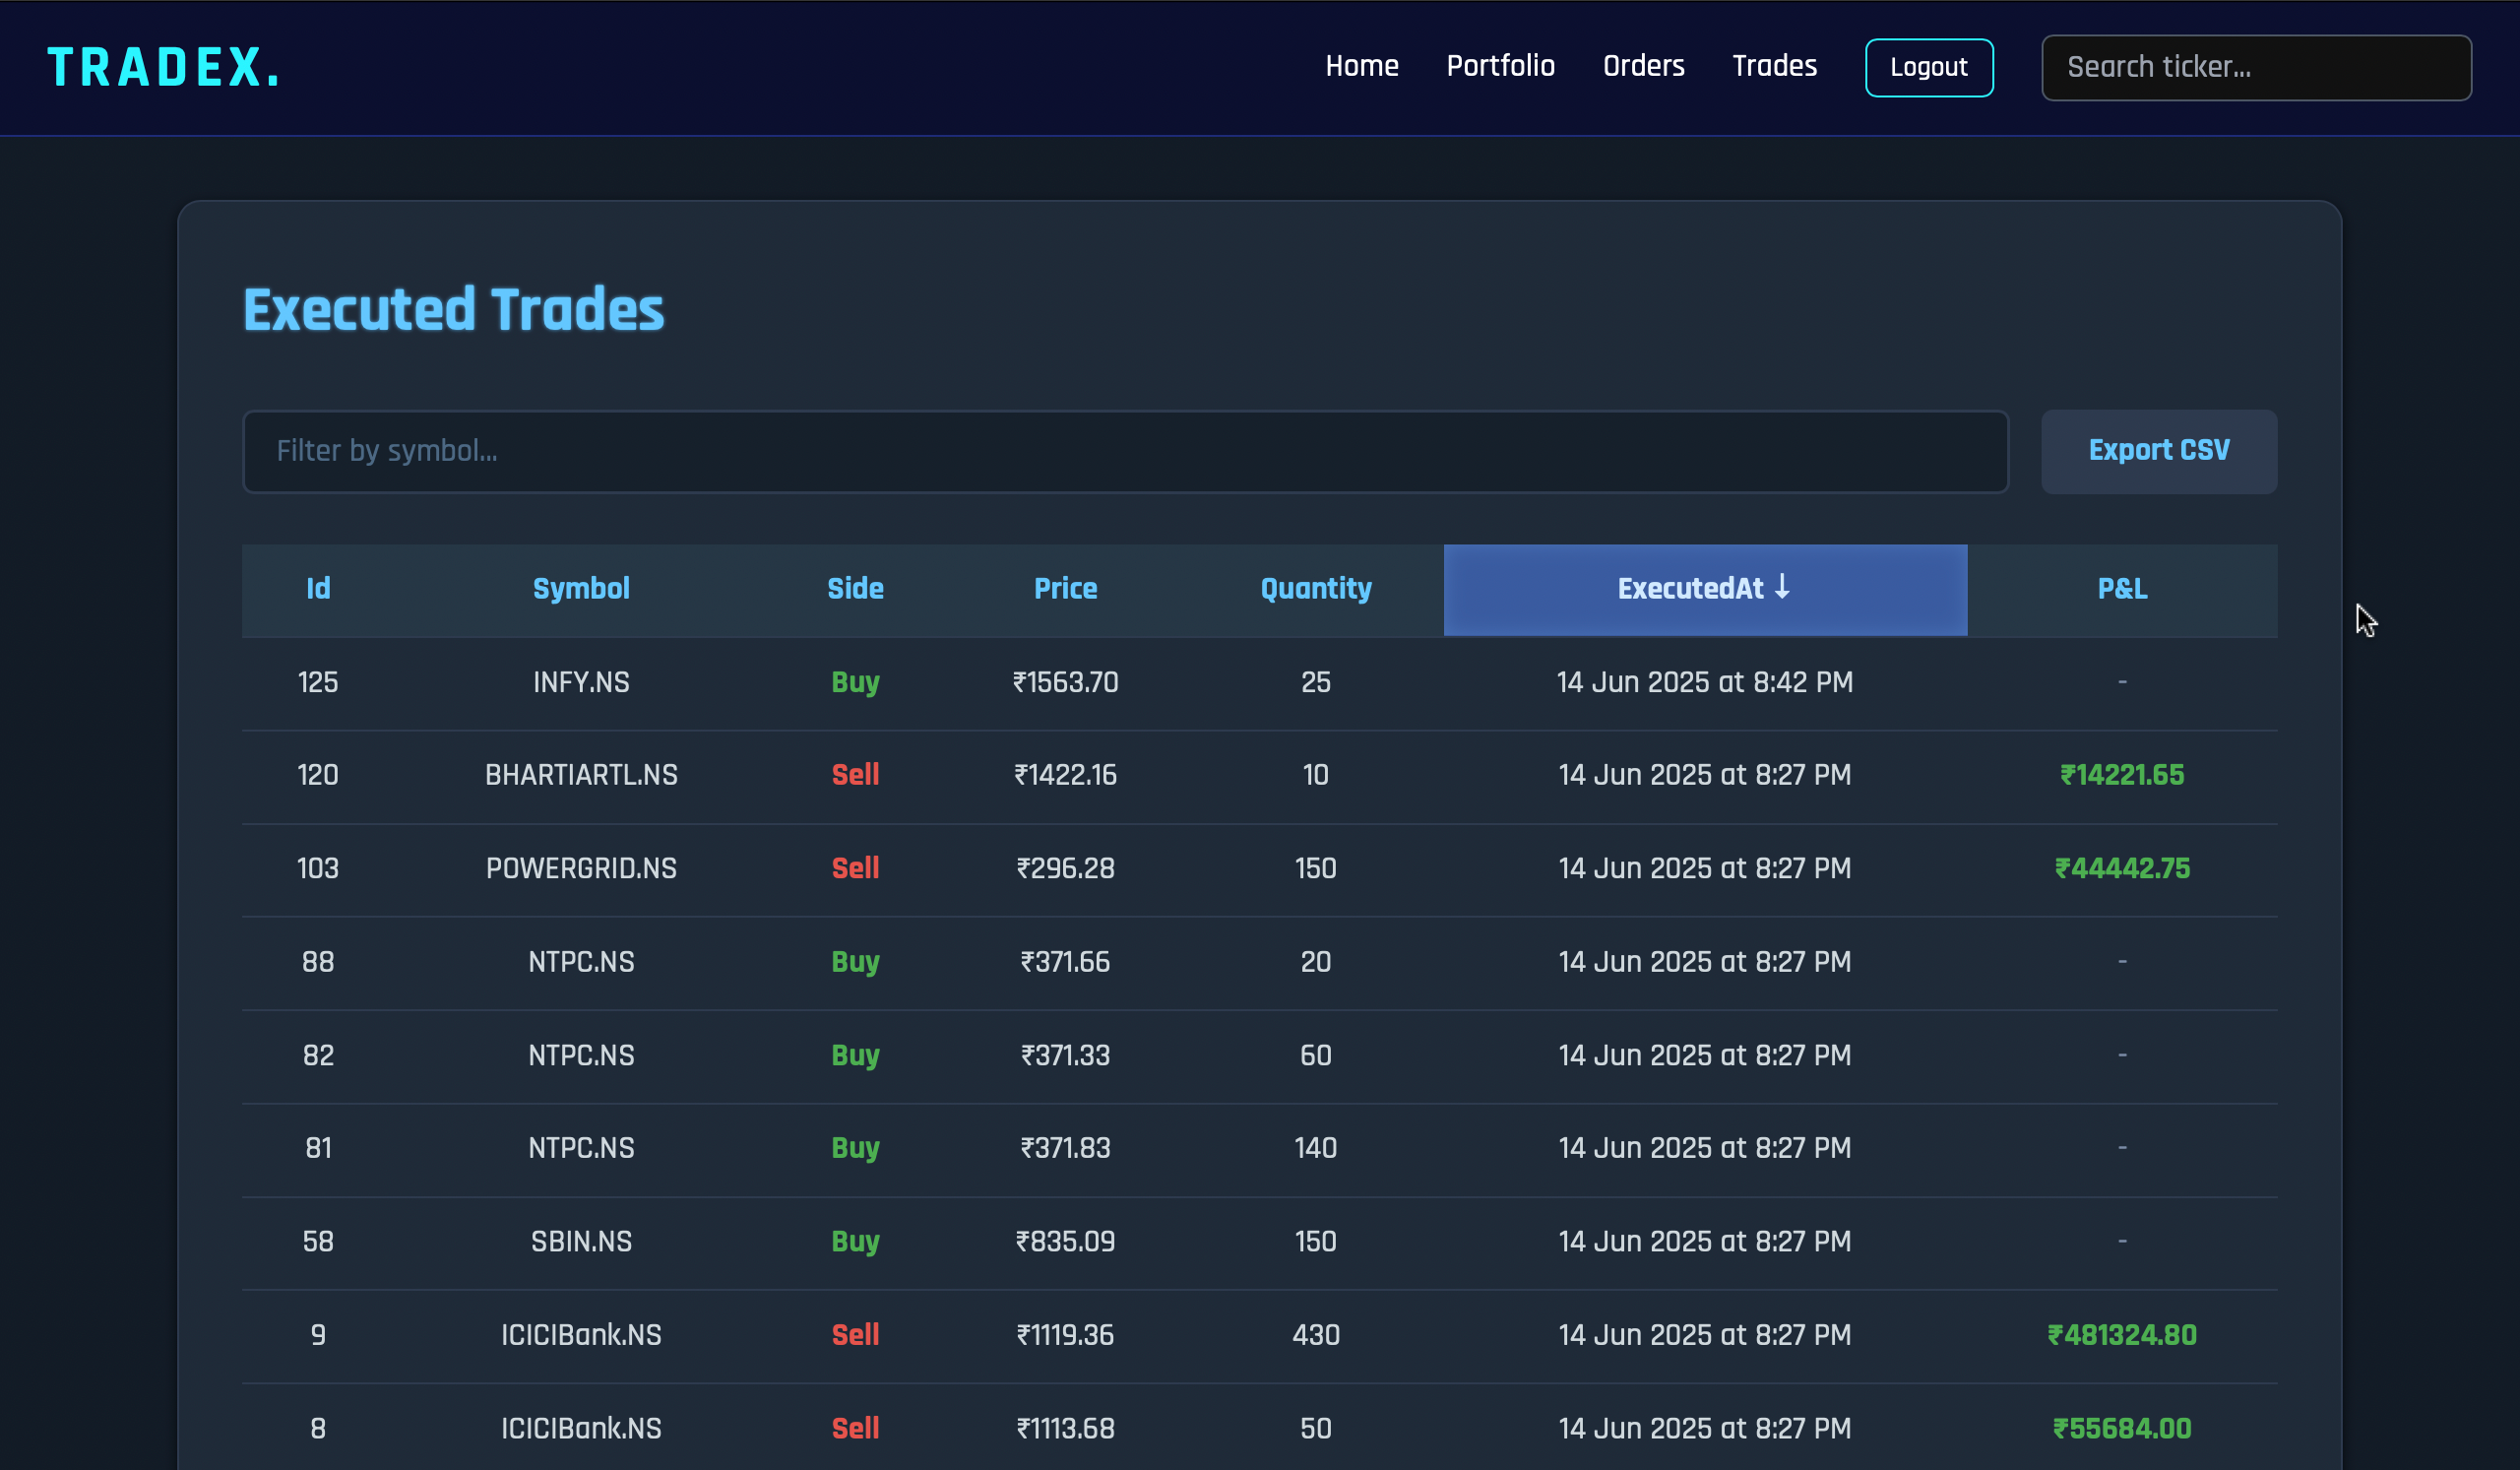 TRADEX. Home Portfolio Orders Trades Logout Search ticker...
Executed Trades
Filter by symbol... Export CSV
Id Symbol Side Price Quantity ExecutedAt ↓ P&L
125 INFY.NS Buy ₹1563.70 25 14 Jun 2025 at 8:42 PM -
120 BHARTIARTL.NS Sell ₹1422.16 10 14 Jun 2025 at 8:27 PM ₹14221.65
103 POWERGRID.NS Sell ₹296.28 150 14 Jun 2025 at 8:27 PM ₹44442.75
88 NTPC.NS Buy ₹371.66 20 14 Jun 2025 at 8:27 PM -
82 NTPC.NS Buy ₹371.33 60 14 Jun 2025 at 8:27 PM -
81 NTPC.NS Buy ₹371.83 140 14 Jun 2025 at 8:27 PM -
58 SBIN.NS Buy ₹835.09 150 14 Jun 2025 at 8:27 PM -
9 ICICIBank.NS Sell ₹1119.36 430 14 Jun 2025 at 8:27 PM ₹481324.80
8 ICICIBank.NS Sell ₹1113.68 50 14 Jun 2025 at 8:27 PM ₹55684.00